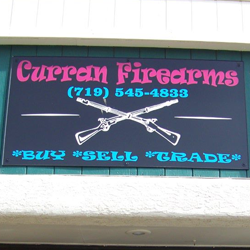 Curran Firearms
(719) 545-4833
*BUY *SELL *TRADE*